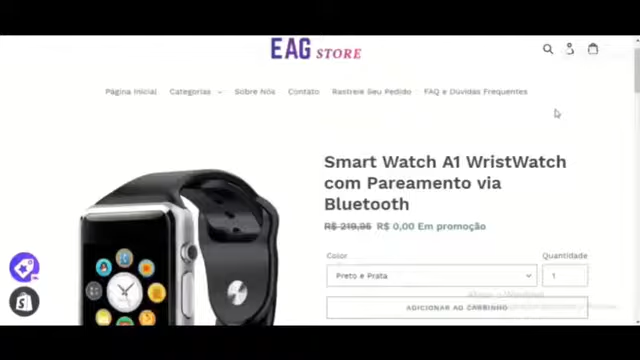 EAG STORE
Página Inicial Categorias Sobre Nós Contato Rastreie Seu Pedido FAQ e Dúvidas Frequentes
Smart Watch A1 WristWatch
com Pareamento via
Bluetooth
R$ 219,95 R$ 0,00 Em promoção
Color Quantidade
Preto e Prata 1
ADICIONAR AO CARRINHO